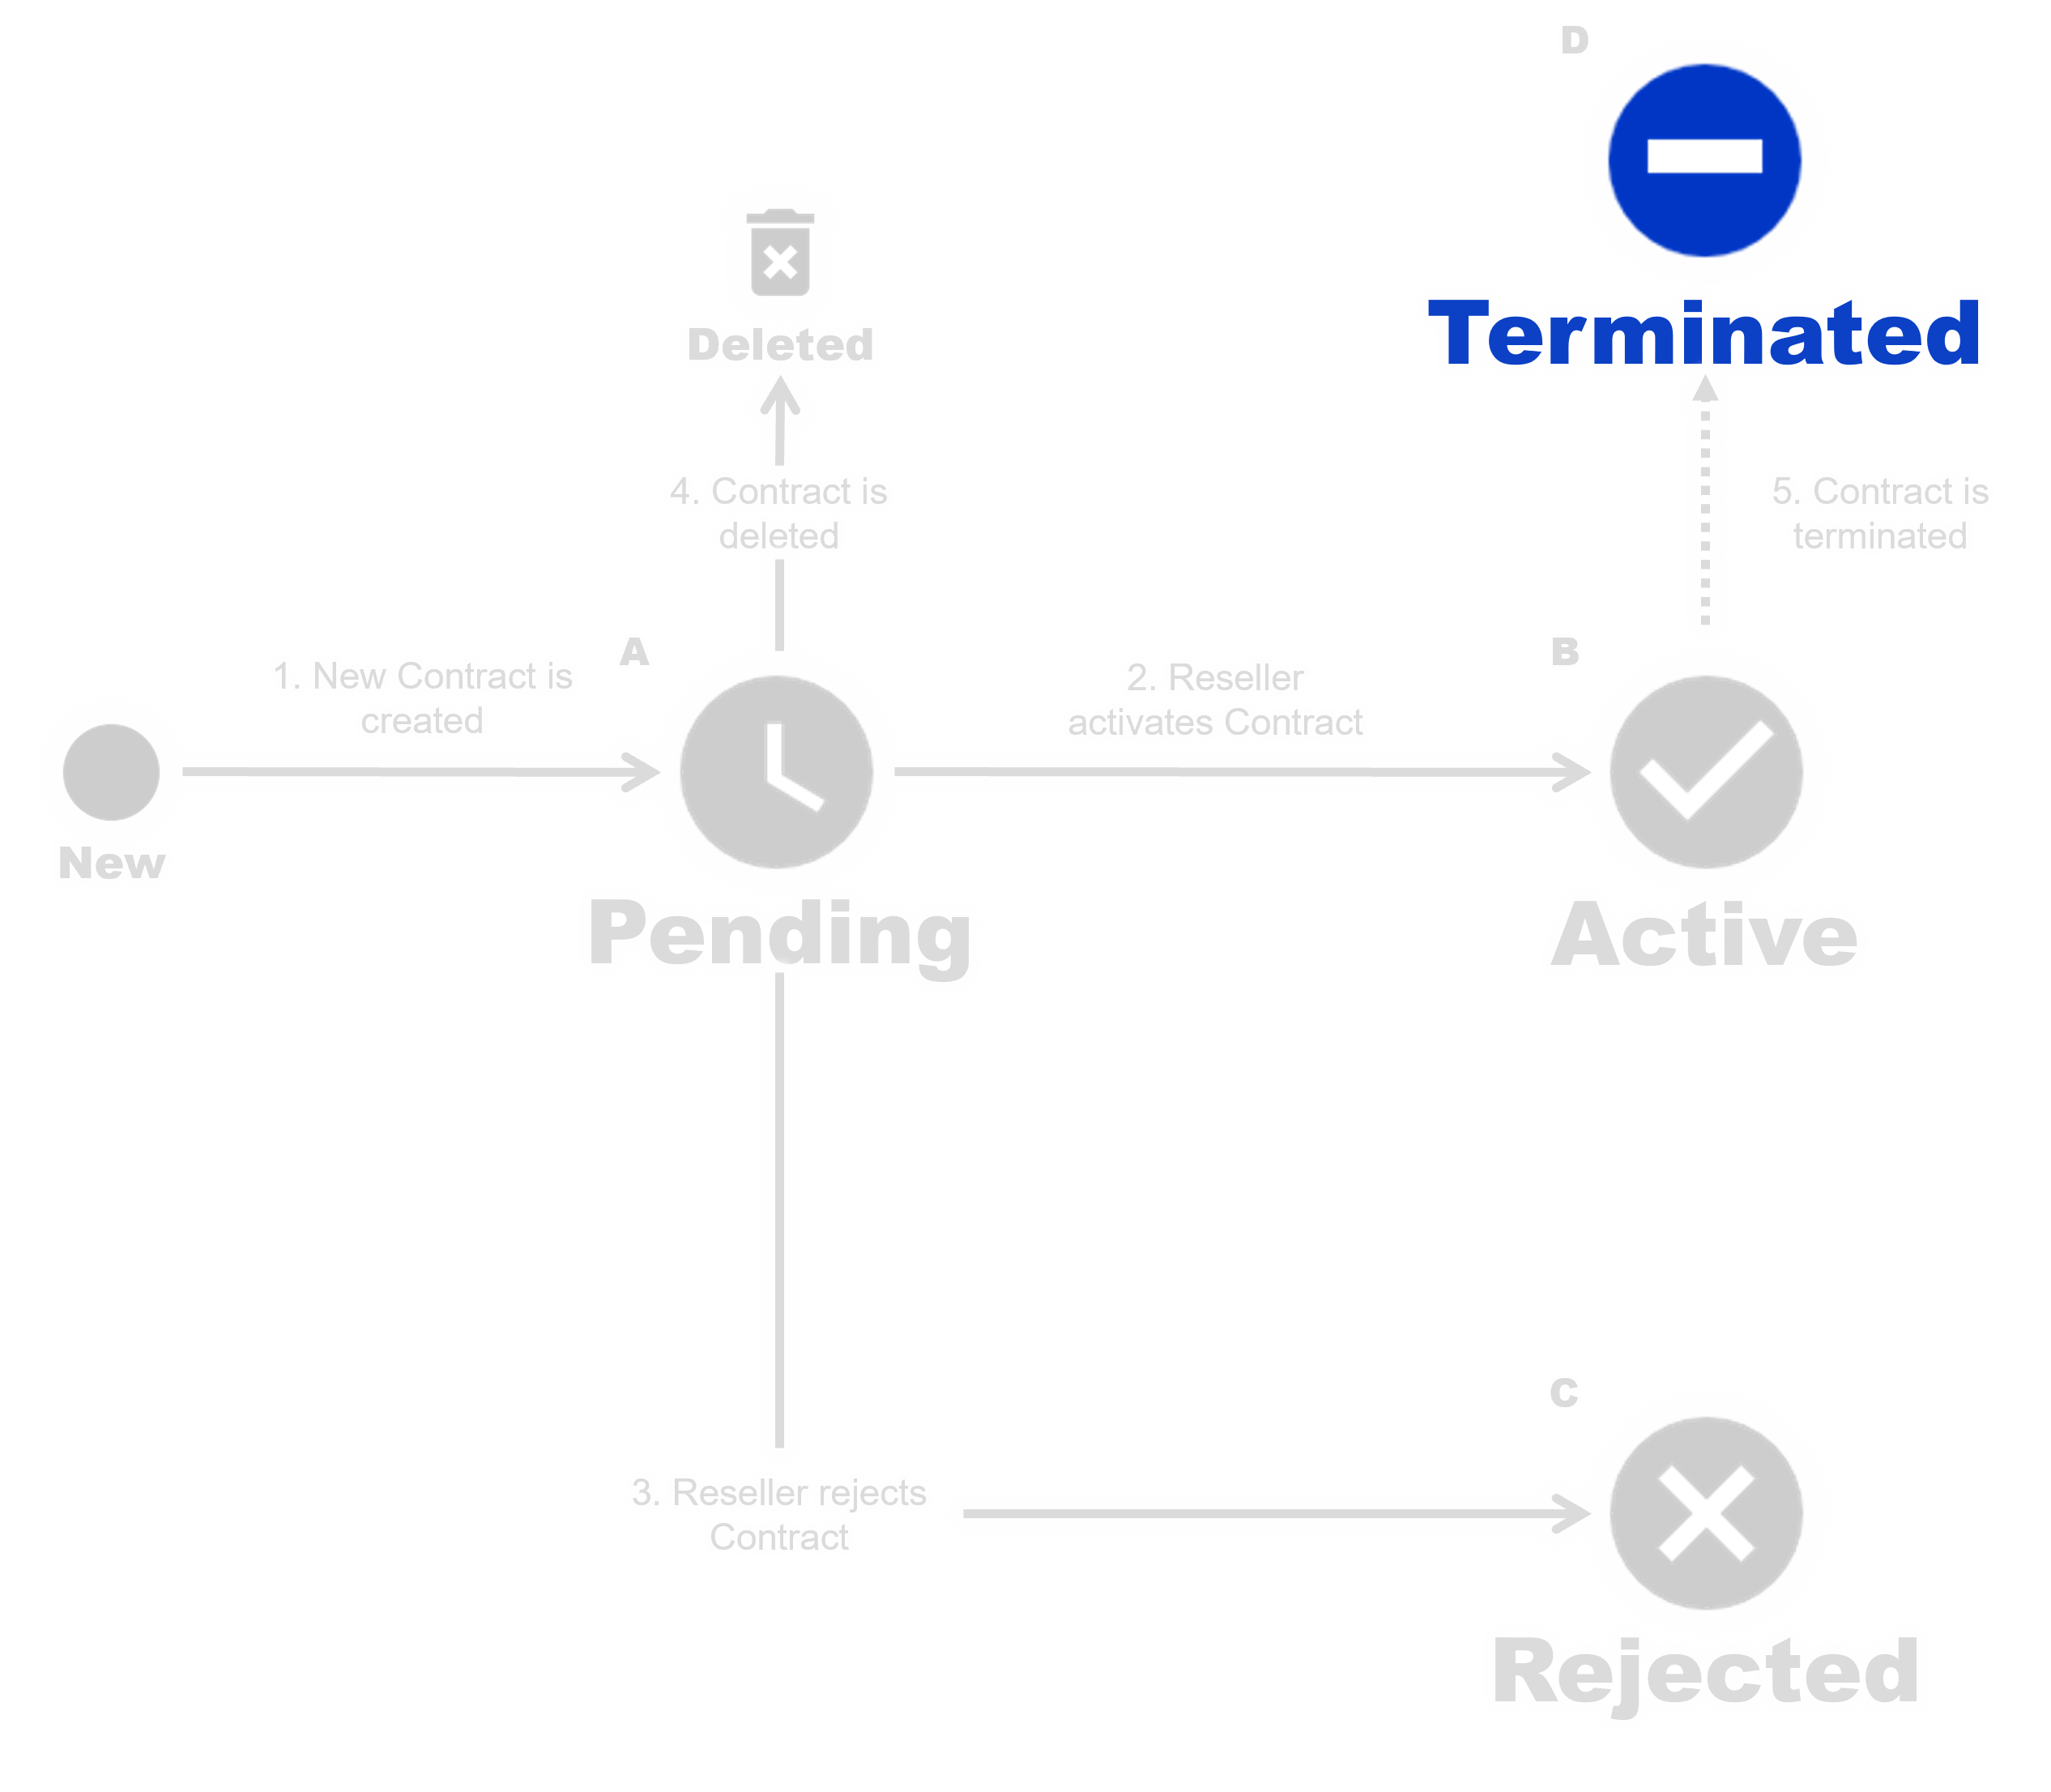 D
Terminated
Deleted
4. Contract is
deleted
5. Contract is
terminated
A
B
1. New Contract is
created
2. Reseller
activates Contract
New
Pending
Active
C
3. Reseller rejects
Contract
Rejected